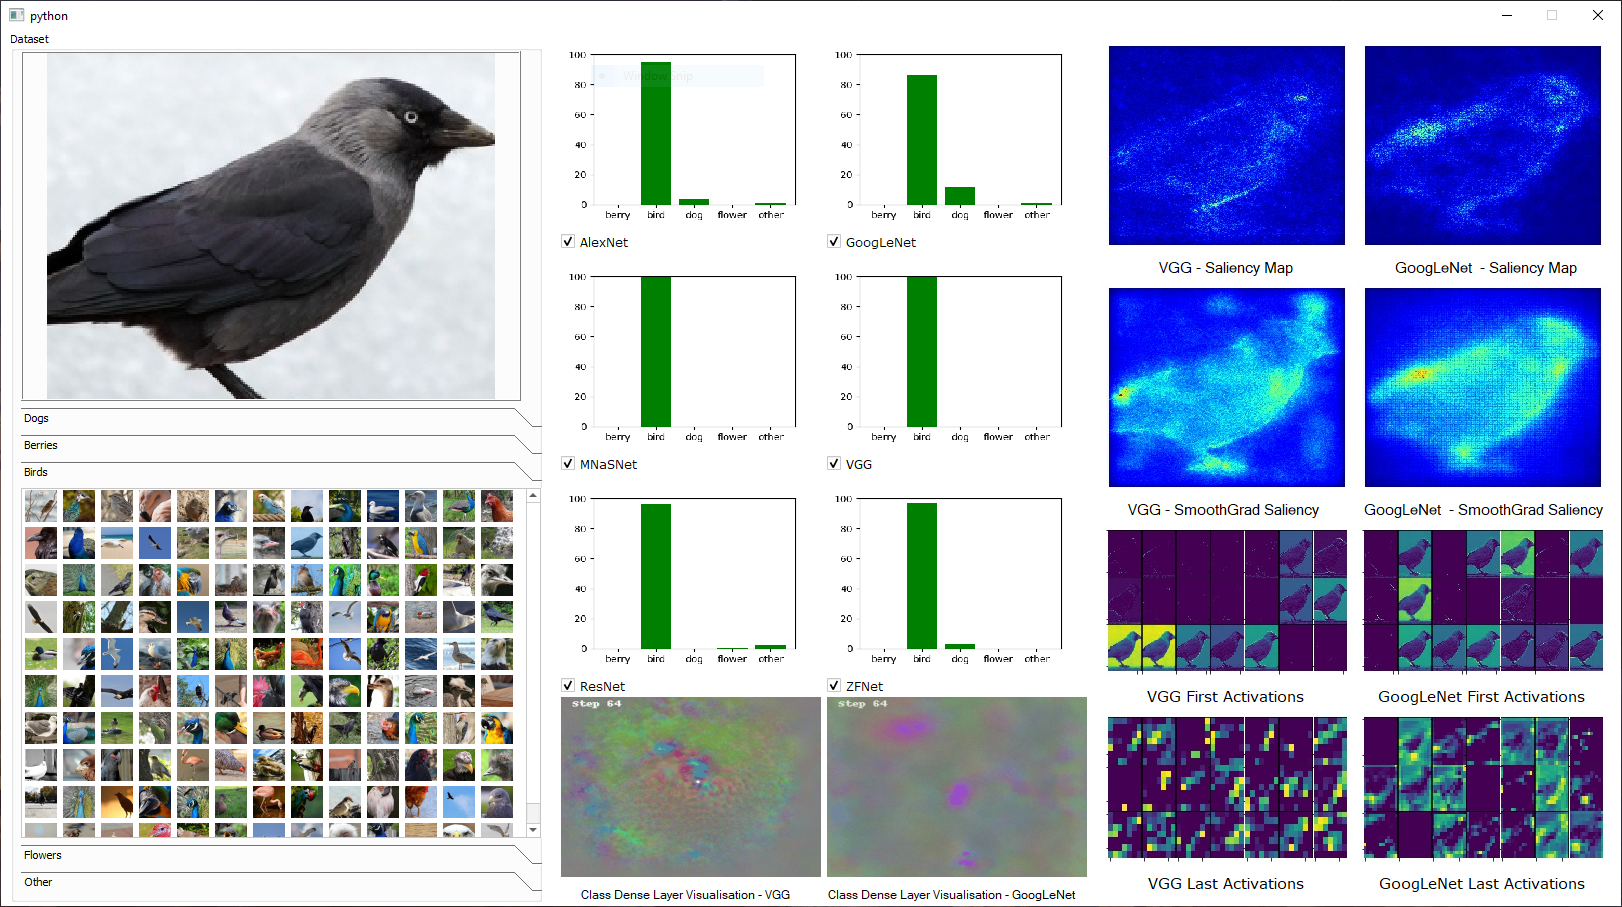 python
Dataset
Dogs
Berries
Birds
Flowers
Other
100
80
60
40
20
0
berry bird dog flower other
Window Snip
AlexNet
100
80
60
40
20
0
berry bird dog flower other
GoogLeNet
100
80
60
40
20
0
berry bird dog flower other
MNaSNet
100
80
60
40
20
0
berry bird dog flower other
VGG
100
80
60
40
20
0
berry bird dog flower other
ResNet
100
80
60
40
20
0
berry bird dog flower other
ZFNet
Step 64
Class Dense Layer Visualisation - VGG
Step 64
Class Dense Layer Visualisation - GoogLeNet
VGG - Saliency Map
GoogLeNet - Saliency Map
VGG - SmoothGrad Saliency
GoogLeNet - SmoothGrad Saliency
VGG First Activations
GoogLeNet First Activations
VGG Last Activations
GoogLeNet Last Activations